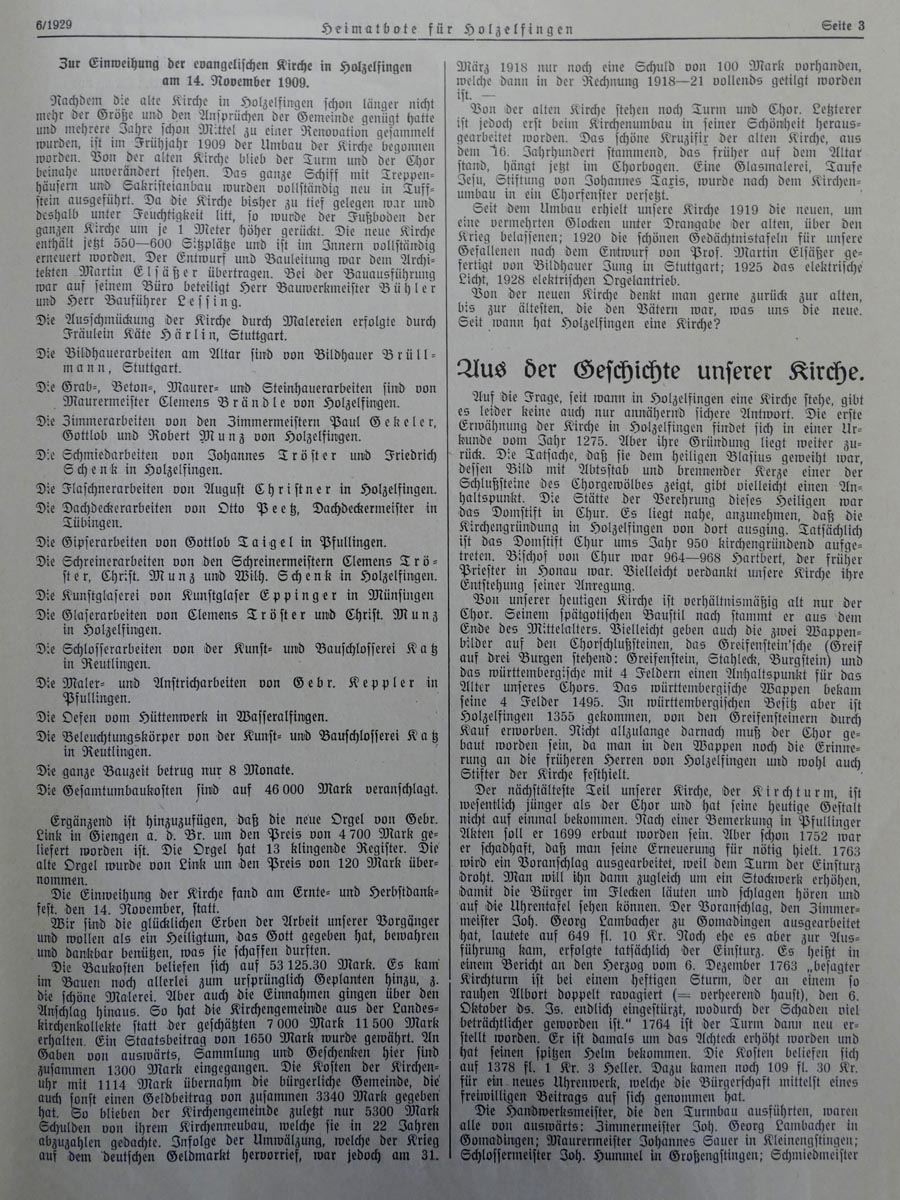 6/1929
Heimatbote für Holzelfingen
Seite 3
Zur Einweihung der evangelischen Kirche in Holzelfingen
am 14. November 1909.
Nachdem die alte Kirche in Holzelfingen schon länger nicht
mehr der Größe und den Ansprüchen der Gemeinde genügt hatte
und mehrere Jahre schon Mittel zu einer Renovation gesammelt
wurden, ist im Frühjahr 1909 der Umbau der Kirche begonnen
worden. Von der alten Kirche blieb der Turm und der Chor
beinahe unverändert stehen. Das ganze Schiff mit Treppen-
häusern und Sakristeianbau wurden vollständig neu in Tuff-
stein ausgeführt. Da die Kirche bisher zu tief gelegen war und
deshalb unter Feuchtigkeit litt, so wurde der Fußboden der
ganzen Kirche um je 1 Meter höher gerückt. Die neue Kirche
enthält jetzt 550—600 Sitzplätze und ist im Innern vollständig
erneuert worden. Der Entwurf und Bauleitung war dem Archi-
tekten Martin Elsäßer übertragen. Bei der Bauausführung
war auf seinem Büro beteiligt Herr Bauwerkmeister Bühler
und Herr Bauführer Lessing.
Die Ausschmückung der Kirche durch Malereien erfolgte durch
Fräulein Käte Härlin, Stuttgart.
Die Bildhauerarbeiten am Altar sind von Bildhauer Brüll-
mann, Stuttgart.
Die Grab-, Beton-, Maurer- und Steinhauerarbeiten sind von
Maurermeister Clemens Brändle von Holzelfingen.
Die Zimmerarbeiten von den Zimmermeistern Paul Gekeler,
Gottlob und Robert Munz von Holzelfingen.
Die Schmiedarbeiten von Johannes Tröster und Friedrich
Schenk in Holzelfingen.
Die Flaschnerarbeiten von August Christner in Holzelfingen.
Die Dachdeckerarbeiten von Otto Peetz, Dachdeckermeister in
Tübingen.
Die Gipserarbeiten von Gottlob Taigel in Pfullingen.
Die Schreinerarbeiten von den Schreinermeistern Clemens Trö-
ster, Christ. Munz und Wilh. Schenk in Holzelfingen.
Die Kunstglaserei von Kunstglaser Eppinger in Münsingen
Die Glaserarbeiten von Clemens Tröster und Christ. Munz
in Holzelfingen.
Die Schlosserarbeiten von der Kunst- und Bauschlosserei Katz
in Reutlingen.
Die Maler- und Anstricharbeiten von Gebr. Keppler in
Pfullingen.
Die Oefen vom Hüttenwerk in Wasseralfingen.
Die Beleuchtungskörper von der Kunst- und Bauschlosserei Katz
in Reutlingen.
Die ganze Bauzeit betrug nur 8 Monate.
Die Gesamtumbaukosten sind auf 46 000 Mark veranschlagt.
Ergänzend ist hinzuzufügen, daß die neue Orgel von Gebr.
Link in Giengen a. d. Br. um den Preis von 4 700 Mark ge-
liefert worden ist. Die Orgel hat 13 klingende Register. Die
alte Orgel wurde von Link um den Preis von 120 Mark über-
nommen.
Die Einweihung der Kirche fand am Ernte- und Herbstdank-
fest, den 14. November, statt.
Wir sind die glücklichen Erben der Arbeit unserer Vorgänger
und wollen als ein Heiligtum, das Gott gegeben hat, bewahren
und dankbar benützen, was sie schaffen durften.
Die Baukosten beliefen sich auf 53 125.30 Mark. Es kam
im Bauen noch allerlei zum ursprünglich Geplanten hinzu, z.
die schöne Malerei. Aber auch die Einnahmen gingen über den
Anschlag hinaus. So hat die Kirchengemeinde aus der Landes-
kirchenkollekte statt der geschätzten 7 000 Mark 11 500 Mark
erhalten. Ein Staatsbeitrag von 1650 Mark wurde gewährt. An
Gaben von auswärts, Sammlung und Geschenken hier sind
zusammen 1300 Mark eingegangen. Die Kosten der Kirchen-
uhr mit 1114 Mark übernahm die bürgerliche Gemeinde, die
auch sonst einen Geldbeitrag von zusammen 3340 Mark gegeben
hat. So blieben der Kirchengemeinde zuletzt nur 5300 Mark
Schulden von ihrem Kirchenneubau, welche sie in 22 Jahren
abzuzahlen gedachte. Infolge der Umwälzung, welche der Krieg
auf dem deutschen Geldmarkt hervorrief, war jedoch am 31.
März 1918 nur noch eine Schuld von 100 Mark vorhanden,
welche dann in der Rechnung 1918—21 vollends getilgt worden
ist. —
Von der alten Kirche stehen noch Turm und Chor. Letzterer
ist jedoch erst beim Kirchenumbau in seiner Schönheit heraus-
gearbeitet worden. Das schöne Kruzifix der alten Kirche, aus
dem 16. Jahrhundert stammend, das früher auf dem Altar
stand, hängt jetzt im Chorbogen. Eine Glasmalerei, Taufe
Jesu, Stiftung von Johannes Taxis, wurde nach dem Kirchen-
umbau in ein Chorfenster versetzt.
Seit dem Umbau erhielt unsere Kirche 1919 die neuen, um
eine vermehrten Glocken unter Drangabe der alten, über den
Krieg belassenen; 1920 die schönen Gedächtnistafeln für unsere
Gefallenen nach dem Entwurf von Prof. Martin Elsäßer ge-
fertigt von Bildhauer Jung in Stuttgart; 1925 das elektrische
Licht, 1928 elektrischen Orgelantrieb.
Von der neuen Kirche denkt man gerne zurück zur alten,
bis zur ältesten, die den Vätern war, was uns die neue.
Seit wann hat Holzelfingen eine Kirche?
Aus der Geschichte unserer Kirche.
Auf die Frage, seit wann in Holzelfingen eine Kirche stehe, gibt
es leider keine auch nur annähernd sichere Antwort. Die erste
Erwähnung der Kirche in Holzelfingen findet sich in einer Ur-
kunde vom Jahr 1275. Aber ihre Gründung liegt weiter zu-
rück. Die Tatsache, daß sie dem heiligen Blasius geweiht war,
dessen Bild mit Abtsstab und brennender Kerze einer der
Schlußsteine des Chorgewölbes zeigt, gibt vielleicht einen An-
haltspunkt. Die Stätte der Verehrung dieses Heiligen war
das Domstift in Chur. Es liegt nahe, anzunehmen, daß die
Kirchengründung in Holzelfingen von dort ausging. Tatsächlich
ist das Domstift Chur ums Jahr 950 kirchengründend aufge-
treten. Bischof von Chur war 964—968 Hartbert, der früher
Priester in Honau war. Vielleicht verdankt unsere Kirche ihre
Entstehung seiner Anregung.
Von unserer heutigen Kirche ist verhältnismäßig alt nur der
Chor. Seinem spätgotischen Baustil nach stammt er aus dem
Ende des Mittelalters. Vielleicht geben auch die zwei Wappen-
bilder auf den Chorschlußsteinen, das Greifenstein'sche (Greif
auf drei Burgen stehend: Greifenstein, Stahleck, Burgstein) und
das württembergische mit 4 Feldern einen Anhaltspunkt für das
Alter unseres Chors. Das württembergische Wappen bekam
seine 4 Felder 1495. In württembergischen Besitz aber ist
Holzelfingen 1355 gekommen, von den Greifensteinern durch
Kauf erworben. Nicht allzulange darnach muß der Chor ge-
baut worden sein, da man in den Wappen noch die Erinne-
rung an die früheren Herren von Holzelfingen und wohl auch
Stifter der Kirche festhielt.
Der nächstälteste Teil unserer Kirche, der Kirchturm, ist
wesentlich jünger als der Chor und hat seine heutige Gestalt
nicht auf einmal bekommen. Nach einer Bemerkung in Pfullinger
Akten soll er 1699 erbaut worden sein. Aber schon 1752 war
er schadhaft, daß man seine Erneuerung für nötig hielt. 1763
wird ein Voranschlag ausgearbeitet, weil dem Turm der Einsturz
droht. Man will ihn dann zugleich um ein Stockwerk erhöhen,
damit die Bürger im Flecken läuten und schlagen hören und
auf die Uhrentafel sehen können. Der Voranschlag, den Zimmer-
meister Joh. Georg Lambacher zu Gomadingen ausgearbeitet
hat, lautete auf 649 fl. 10 Kr. Noch ehe es aber zur Aus-
führung kam, erfolgte tatsächlich der Einsturz. Es heißt in
einem Bericht an den Herzog vom 6. Dezember 1763 „besagter
Kirchturm ist bei einem heftigen Sturm, der an einem so
rauhen Albort doppelt ravagiert (= verheerend haust), den 6.
Oktober ds. Js. endlich eingestürzt, wodurch der Schaden viel
beträchtlicher geworden ist.“ 1764 ist der Turm dann neu er-
stellt worden. Er ist damals um das Achteck erhöht worden und
hat seinen spitzen Helm bekommen. Die Kosten beliefen sich
auf 1378 fl. 1 Kr. 3 Heller. Dazu kamen noch 109 fl. 30 Kr.
für ein neues Uhrenwerk, welche die Bürgerschaft mittelst eines
freiwilligen Beitrags auf sich genommen hat.
Die Handwerksmeister, die den Turmbau ausführten, waren
alle von auswärts: Zimmermeister Joh. Georg Lambacher in
Gomadingen; Maurermeister Johannes Sauer in Kleinengstingen;
Schlossermeister Joh. Hummel in Großengstingen; Schmiedmeister